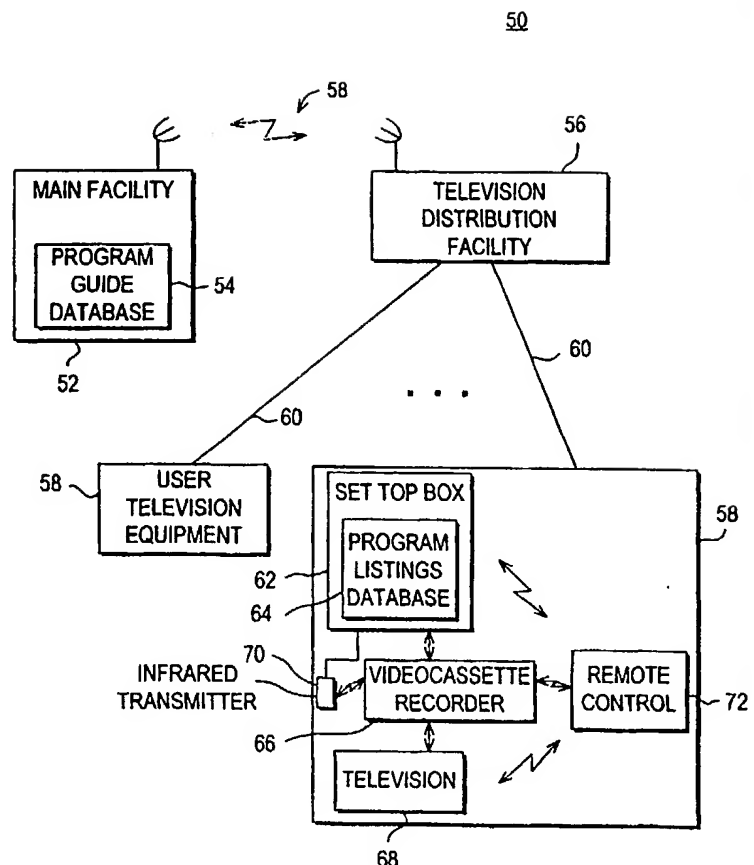 50
58
56
MAIN FACILITY
PROGRAM
GUIDE
DATABASE
54
52
TELEVISION
DISTRIBUTION
FACILITY
60
60
. . .
58
USER
TELEVISION
EQUIPMENT
SET TOP BOX
58
PROGRAM
LISTINGS
DATABASE
62
64
70
INFRARED
TRANSMITTER
VIDEOCASSETTE
RECORDER
REMOTE
CONTROL
72
66
TELEVISION
68